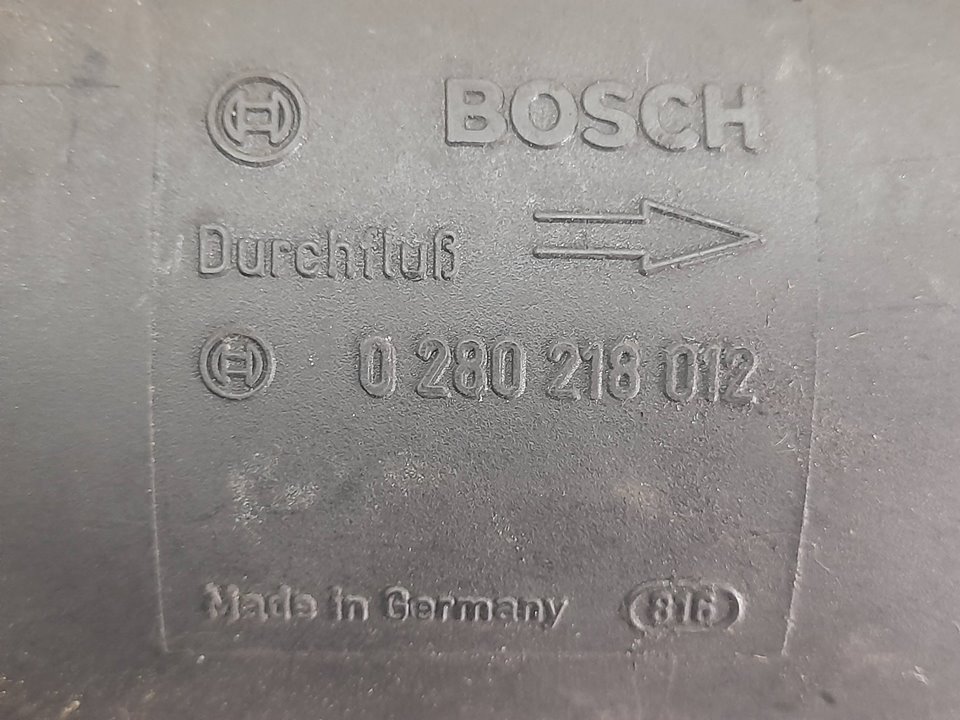 BOSCH
Durchfluß
0 280 218 012
Made in Germany 816